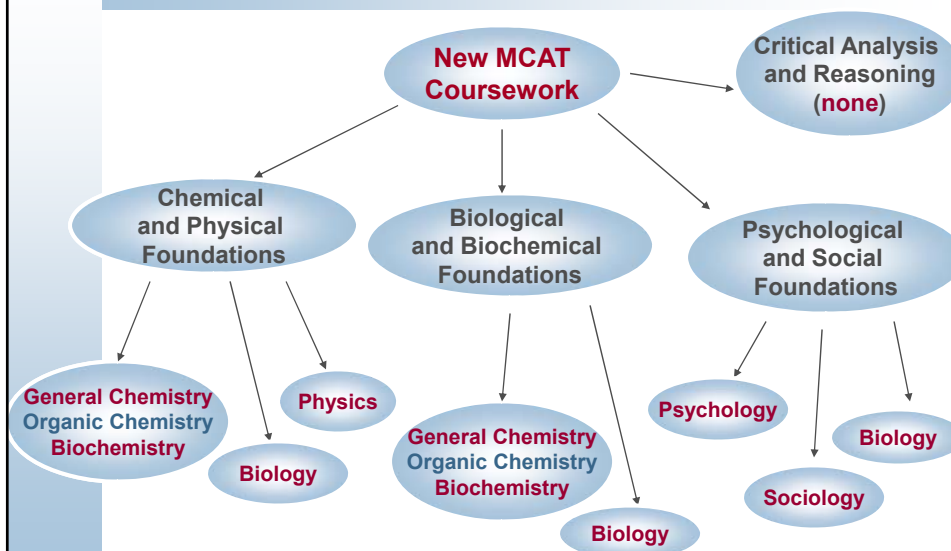 New MCAT
Coursework
Critical Analysis
and Reasoning
(none)
Chemical
and Physical
Foundations
Biological
and Biochemical
Foundations
Psychological
and Social
Foundations
General Chemistry
Organic Chemistry
Biochemistry
Biology
Physics
General Chemistry
Organic Chemistry
Biochemistry
Biology
Psychology
Sociology
Biology